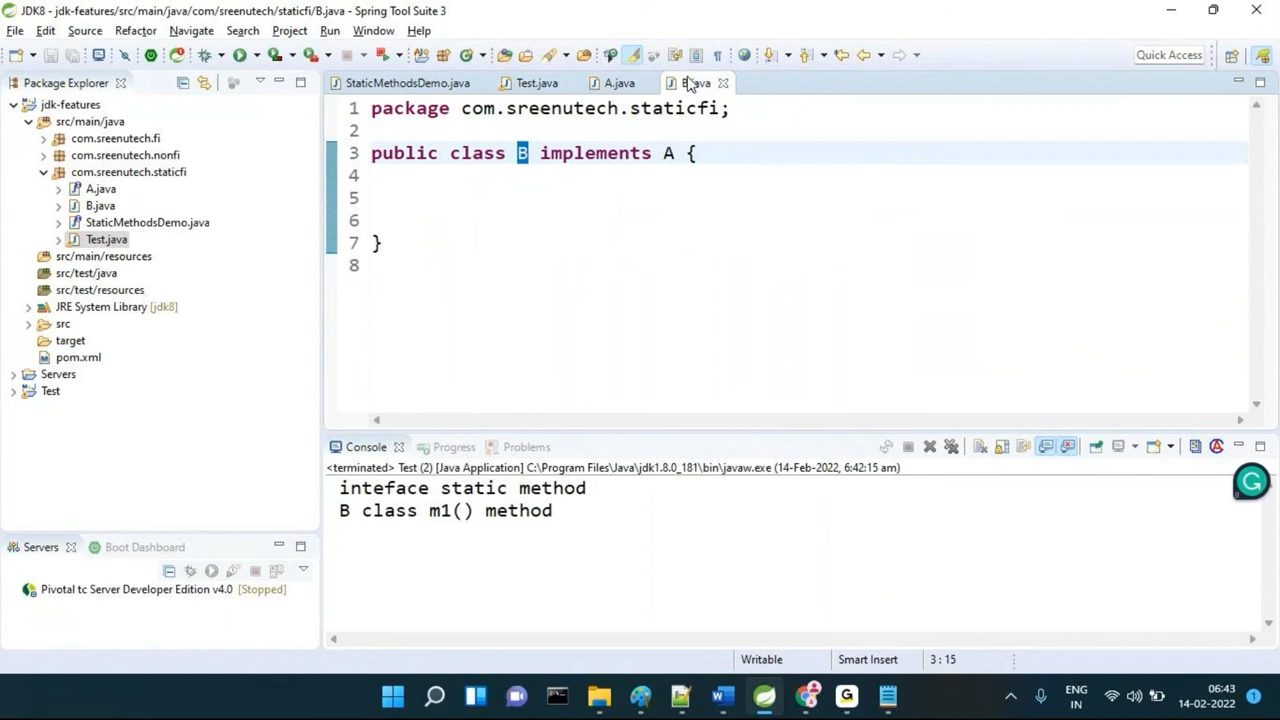 JDK8 - jdk-features/src/main/java/com/sreenutech/staticfi/B.java - Spring Tool Suite 3
File Edit Source Refactor Navigate Search Project Run Window Help
Quick Access
Package Explorer
jdk-features
src/main/java
com.sreenutech.fi
com.sreenutech.nonfi
com.sreenutech.staticfi
A.java
B.java
StaticMethodsDemo.java
Test.java
src/main/resources
src/test/java
src/test/resources
JRE System Library [jdk8]
src
target
pom.xml
Servers
Test
StaticMethodsDemo.java Test.java A.java B.java
1 package com.sreenutech.staticfi;
2
3 public class B implements A {
4
5
6
7 }
8
Console Progress Problems
<terminated> Test (2) [Java Application] C:\Program Files\Java\jdk1.8.0_181\bin\javaw.exe (14-Feb-2022, 6:42:15 am)
inteface static method
B class m1() method
Servers Boot Dashboard
Pivotal tc Server Developer Edition v4.0 [Stopped]
Writable Smart Insert 3 : 15
ENG
IN
06:43
14-02-2022